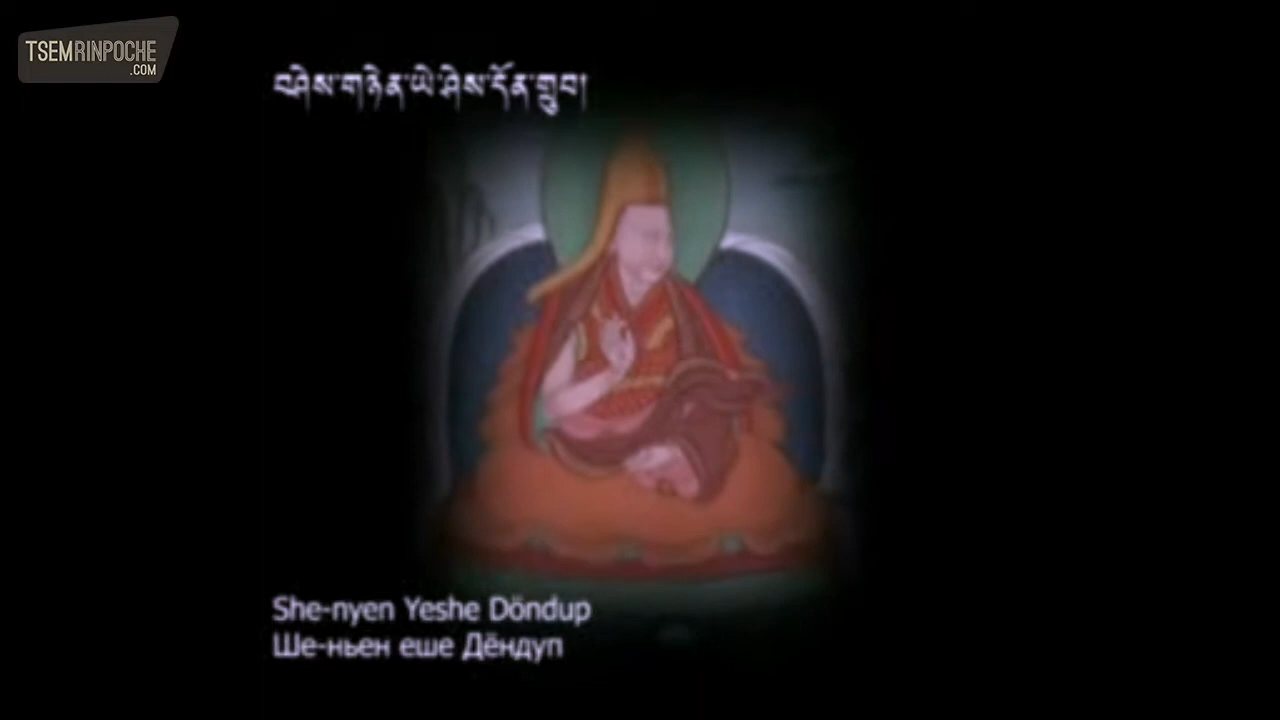 TSEMRINPOCHE
.COM
བཤེས་གཉེན་ཡེ་ཤེས་དོན་གྲུབ།
She-nyen Yeshe Döndup
Ше-ньен еше Дёндуп